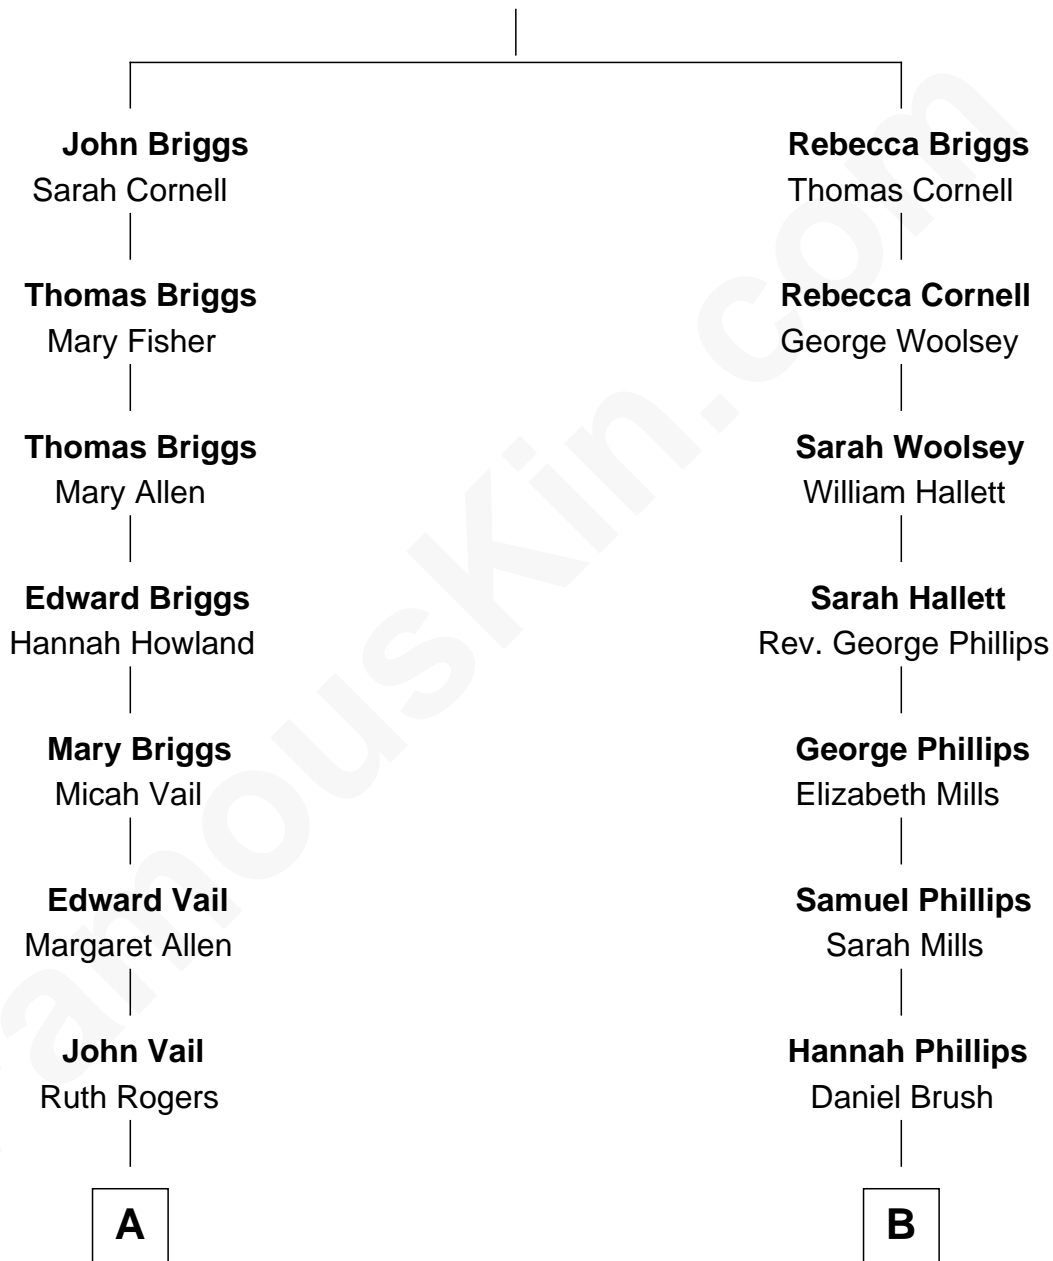 John Briggs
Sarah Cornell
Thomas Briggs
Mary Fisher
Thomas Briggs
Mary Allen
Edward Briggs
Hannah Howland
Mary Briggs
Micah Vail
Edward Vail
Margaret Allen
John Vail
Ruth Rogers
A
Rebecca Briggs
Thomas Cornell
Rebecca Cornell
George Woolsey
Sarah Woolsey
William Hallett
Sarah Hallett
Rev. George Phillips
George Phillips
Elizabeth Mills
Samuel Phillips
Sarah Mills
Hannah Phillips
Daniel Brush
B
amousKin.com